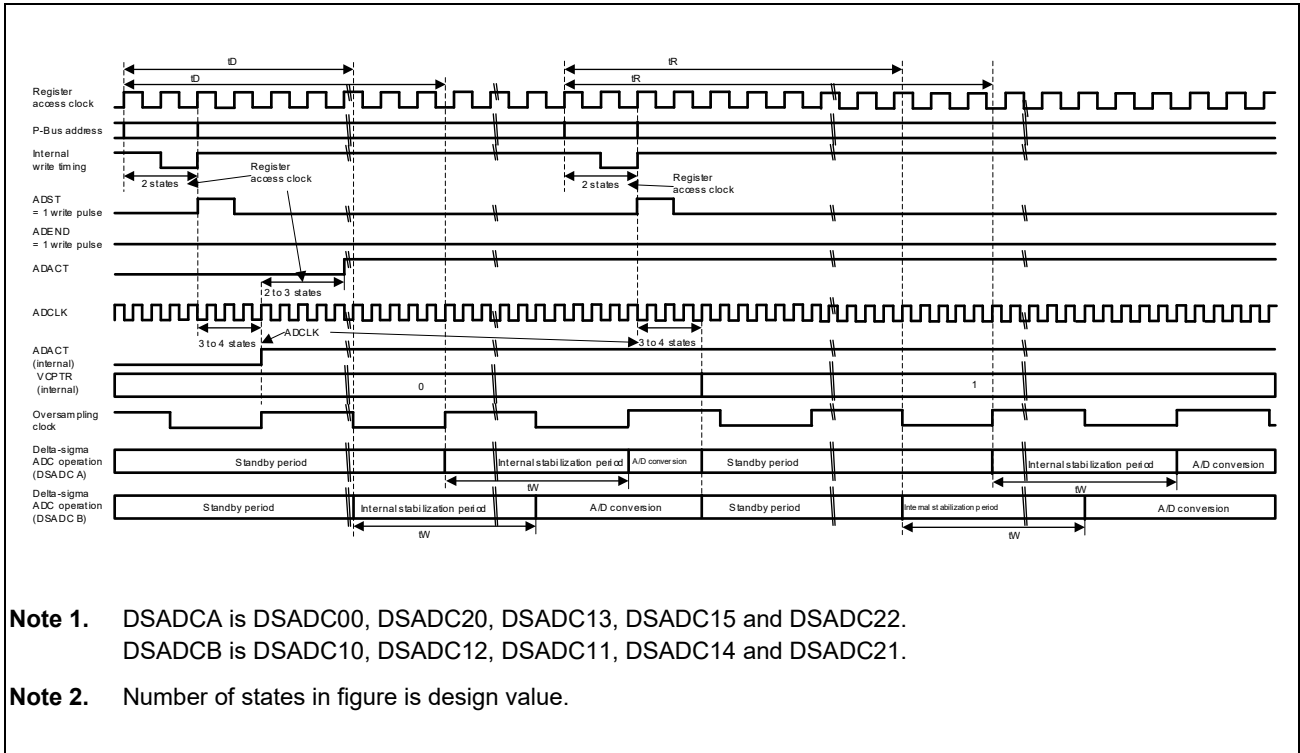 tD
tR
tD
tR
Register
access clock
P-Bus address
Internal
write timing
Register
access clock
2 states
2 states
Register
access clock
ADST
= 1 write pulse
ADEND
= 1 write pulse
ADACT
2 to 3 states
ADCLK
3 to 4 states
ADCLK
3 to 4 states
ADACT
(internal)
VCPTR
(internal)
0
1
Oversampling
clock
Delta-sigma
ADC operation
(DSADC A)
Standby period
Internal stabilization period
A/D conversion
Standby period
Internal stabilization period
A/D conversion
tW
tW
Delta-sigma
ADC operation
(DSADC B)
Standby period
Internal stabilization period
A/D conversion
Standby period
Internal stabilization period
A/D conversion
tW
tW
Note 1. DSADCA is DSADC00, DSADC20, DSADC13, DSADC15 and DSADC22.
DSADCB is DSADC10, DSADC12, DSADC11, DSADC14 and DSADC21.
Note 2. Number of states in figure is design value.